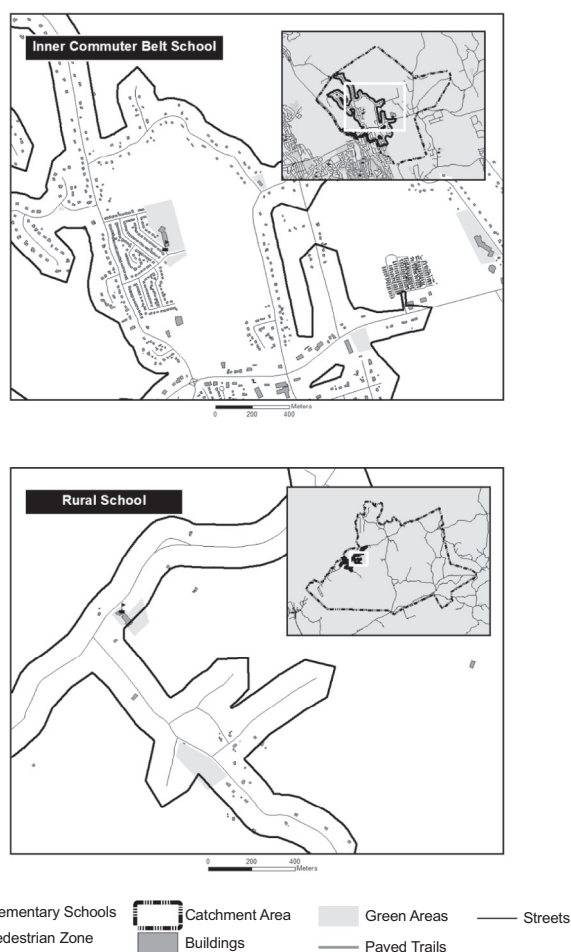 Inner Commuter Belt School
Meters
0 200 400
Rural School
0 200 400
Meters
ementary Schools
Catchment Area
Green Areas
Streets
edestrian Zone
Buildings
Paved Trails